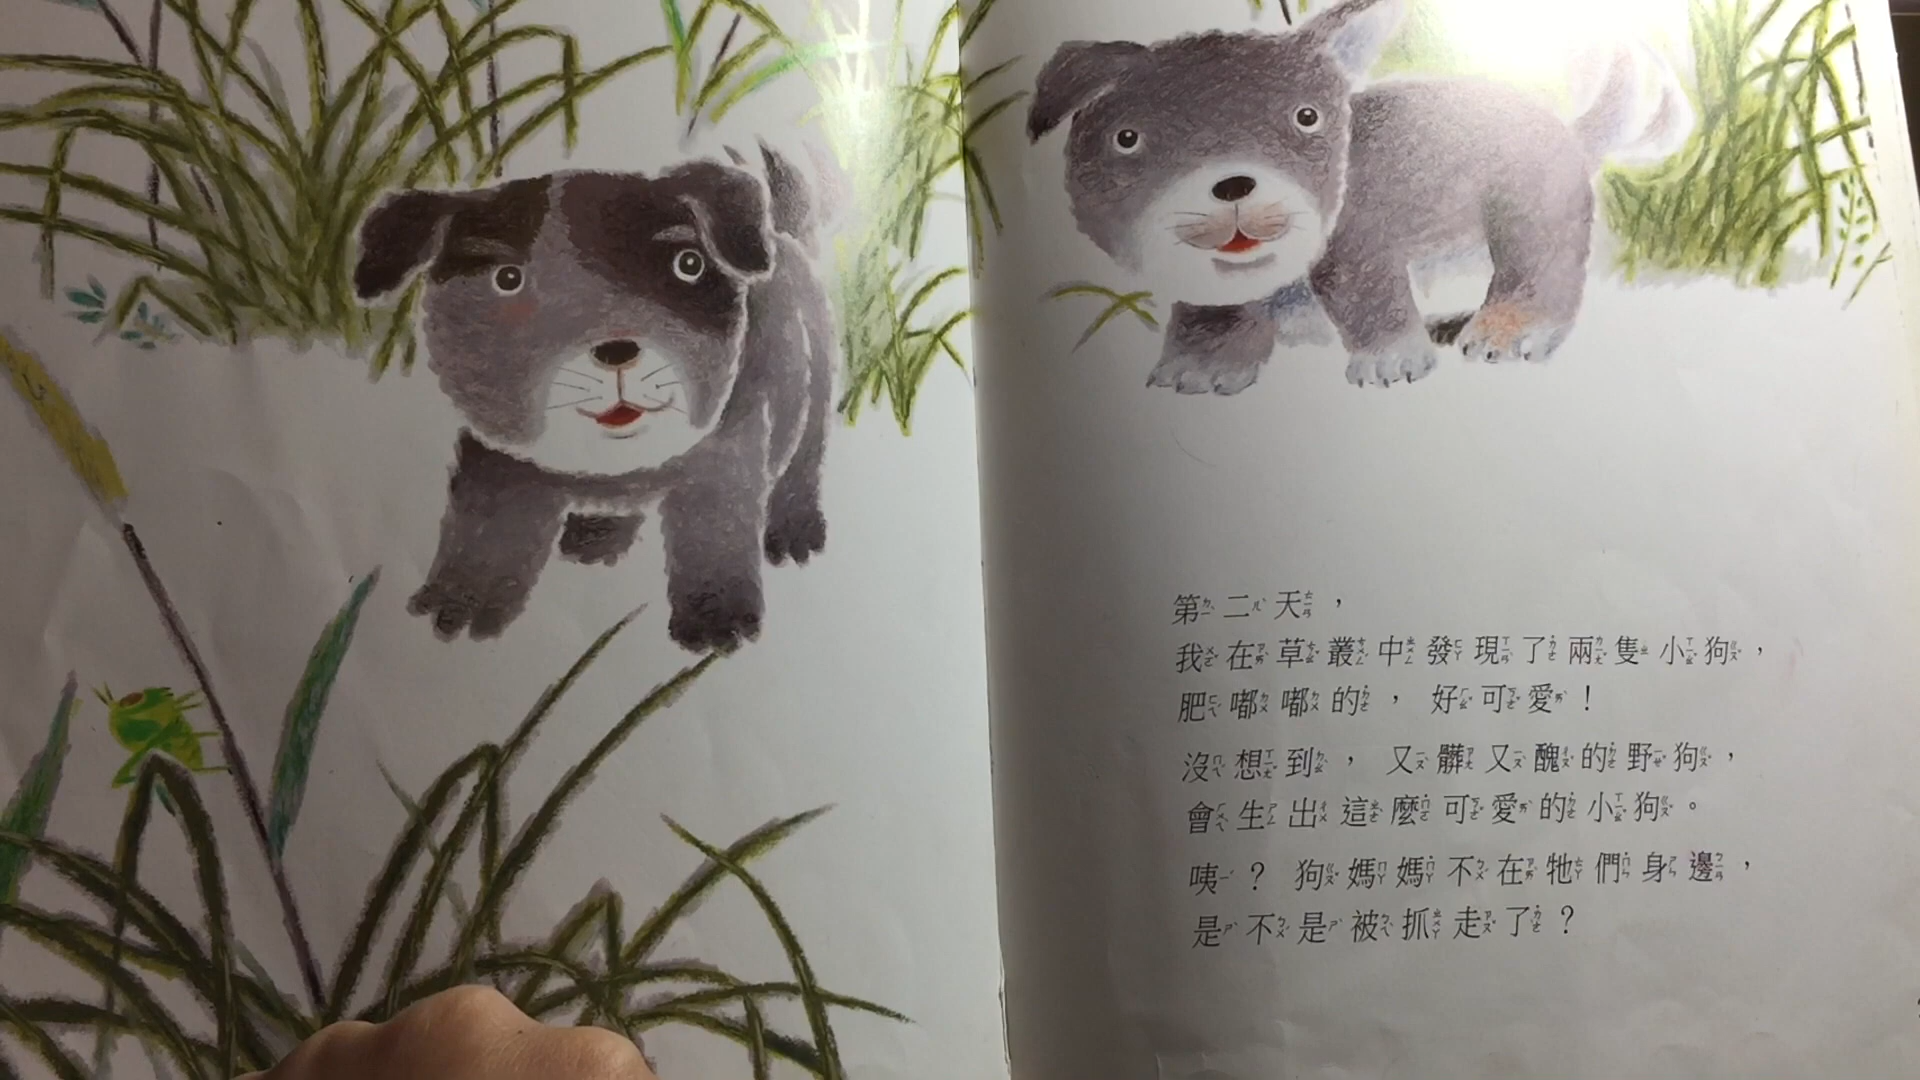 第二天，
我在草叢中發現了兩隻小狗，
肥嘟嘟的，好可愛！
沒想到，又髒又醜的野狗，
會生出這麼可愛的小狗。
咦？狗媽媽不在牠們身邊，
是不是被抓走了？